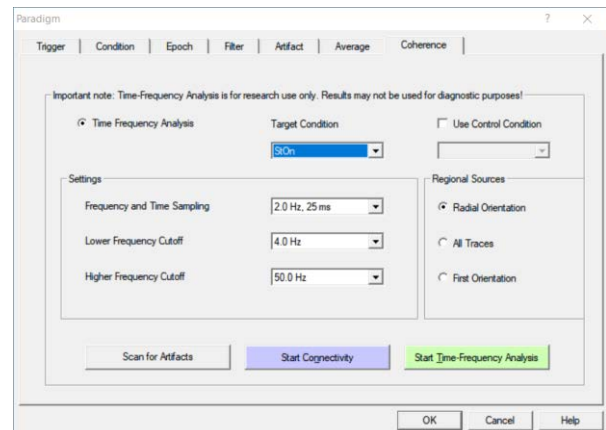 Paradigm ?
Trigger Condition Epoch Filter Artifact Average Coherence
Important note: Time-Frequency Analysis is for research use only. Results may not be used for diagnostic purposes!
Time Frequency Analysis Target Condition Use Control Condition
StOn
Settings Regional Sources
Frequency and Time Sampling 2.0 Hz, 25 ms Radial Orientation
Lower Frequency Cutoff 4.0 Hz All Traces
Higher Frequency Cutoff 50.0 Hz First Orientation
Scan for Artifacts Start Connectivity Start Time-Frequency Analysis
OK Cancel Help